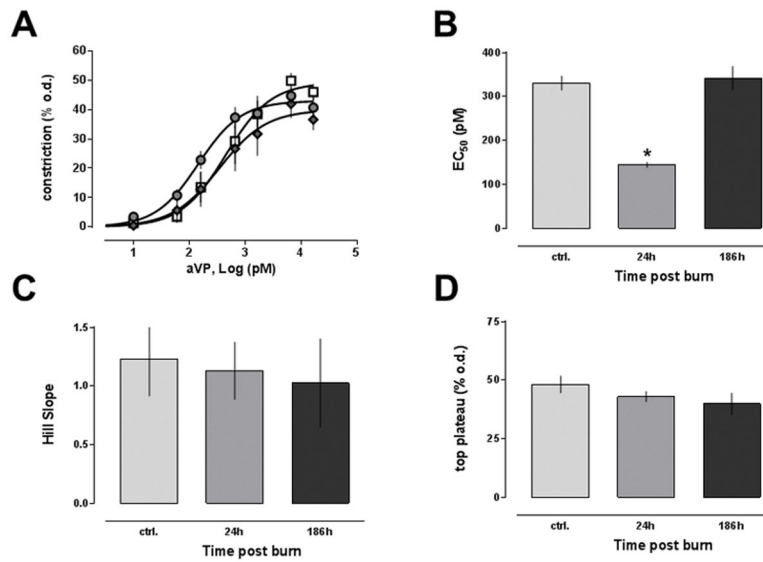 A
constriction (% o.d.)
60
50
40
30
20
10
0
1
2
3
4
5
aVP, Log (pM)
B
EC50 (pM)
400
300
200
100
0
*
ctrl.
24h
186h
Time post burn
C
Hill Slope
1.5
1.0
0.5
0.0
ctrl.
24h
186h
Time post burn
D
top plateau (% o.d.)
75
50
25
0
ctrl.
24h
186h
Time post burn